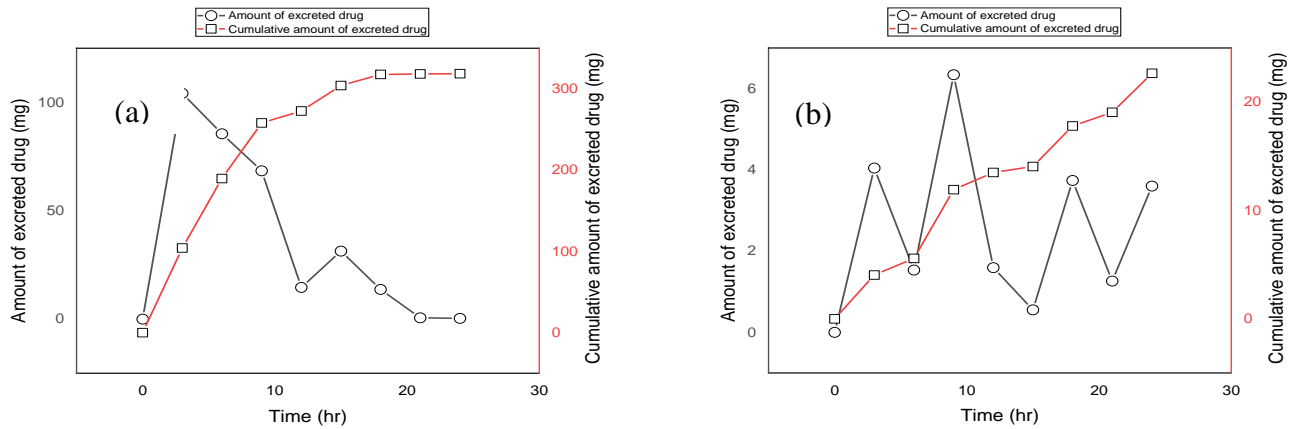 Amount of excreted drug
Cumulative amount of excreted drug
(a)
Amount of excreted drug (mg)
100
50
0
Cumulative amount of excreted drug (mg)
300
200
100
0
0
10
20
30
Time (hr)
Amount of excreted drug
Cumulative amount of excreted drug
(b)
Amount of excreted drug (mg)
6
4
2
0
Cumulative amount of excreted drug (mg)
20
10
0
0
10
20
30
Time (hr)